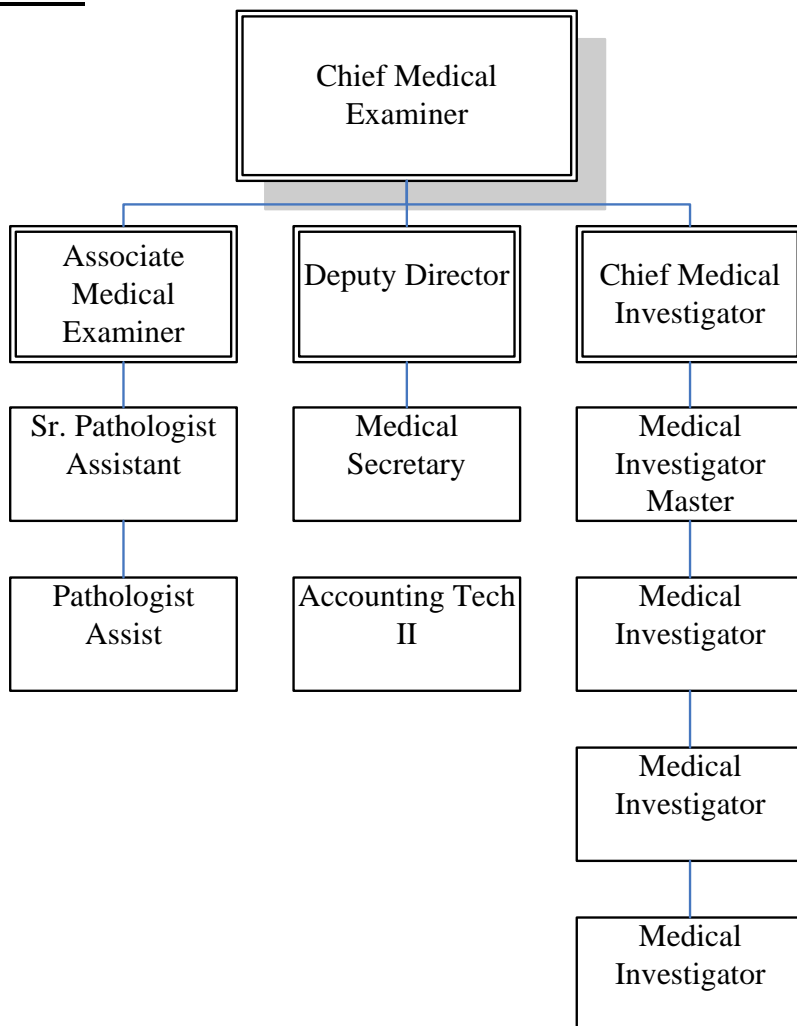 Chief Medical
Examiner
Associate
Medical
Examiner
Deputy Director
Chief Medical
Investigator
Sr. Pathologist
Assistant
Medical
Secretary
Medical
Investigator
Master
Pathologist
Assist
Accounting Tech
II
Medical
Investigator
Medical
Investigator
Medical
Investigator